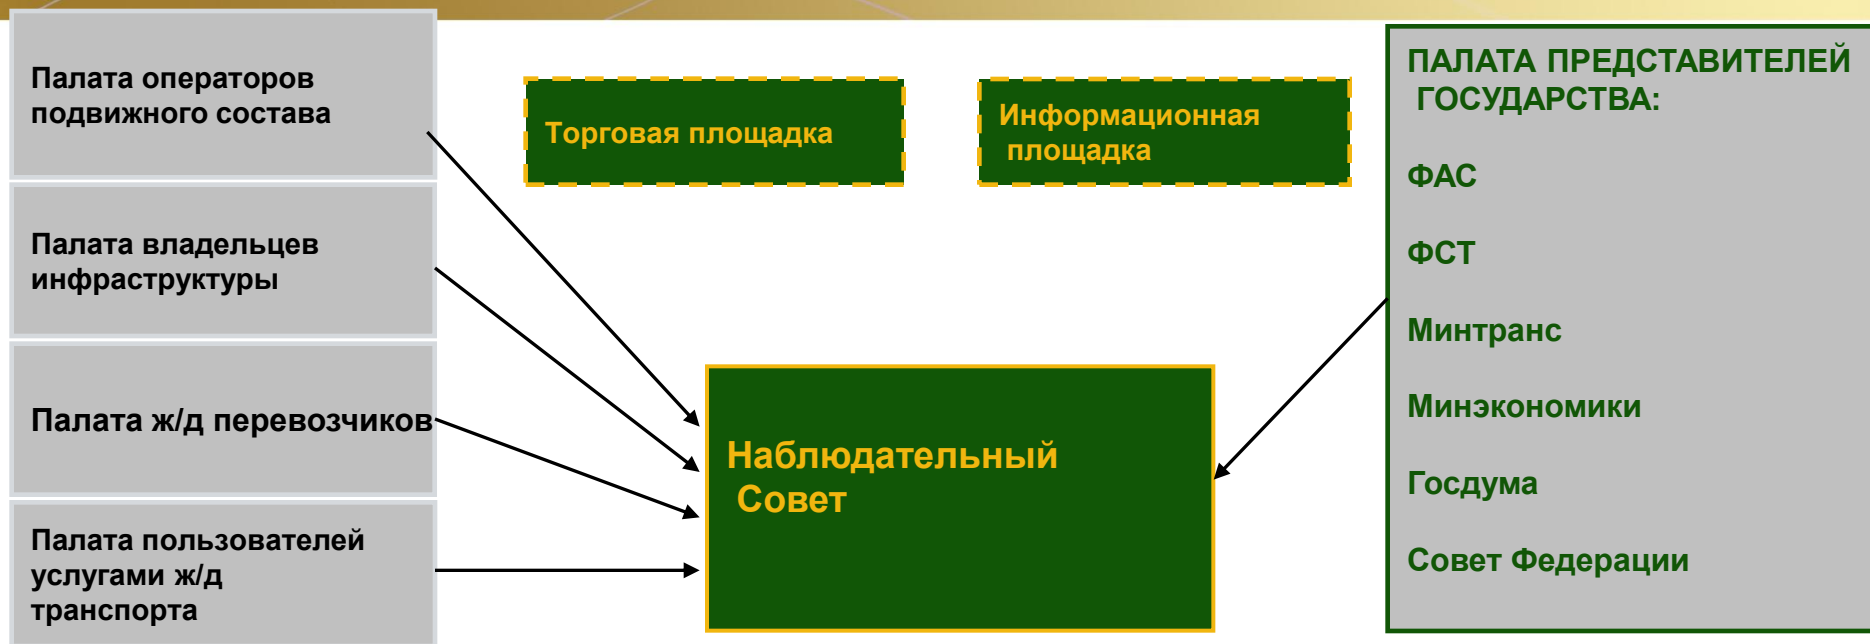 Палата операторов
подвижного состава
Палата владельцев
инфраструктуры
Палата ж/д перевозчиков
Палата пользователей
услугами ж/д
транспорта
Торговая площадка
Информационная
площадка
Наблюдательный
Совет
ПАЛАТА ПРЕДСТАВИТЕЛЕЙ
ГОСУДАРСТВА:
ФАС
ФСТ
Минтранс
Минэкономики
Госдума
Совет Федерации